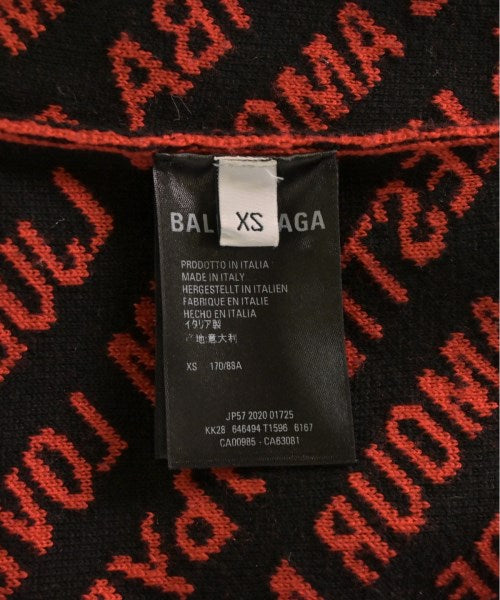 AMOUR
BAL
XS
AGA
PRODOTTO IN ITALIA
MADE IN ITALY
HERGESTELLT IN ITALIEN
FABRIQUE EN ITALIE
HECHO EN ITALIA
イタリア製
产地:意大利
XS 170/88A
JP57 2020 01725
KK28 646494 T1596 6167
CA00985 - CA63081